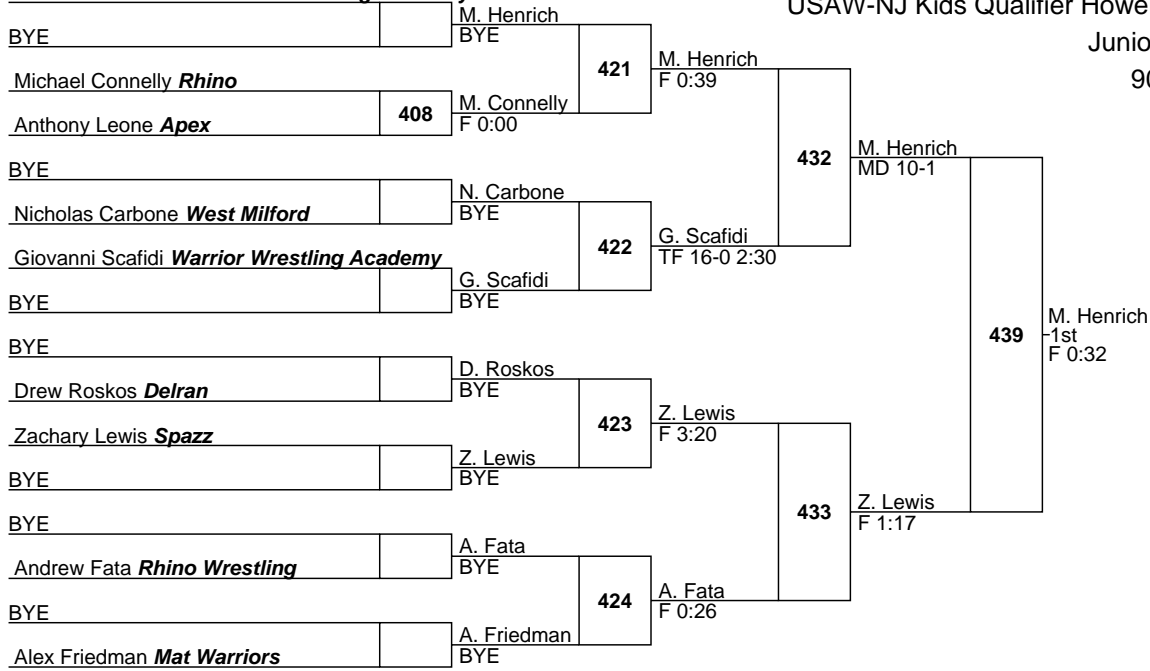 M. Henrich
USAW-NJ Kids Qualifier Howe
BYE
BYE
Junio
421
M. Henrich
F 0:39
Michael Connelly Rhino
90
408
M. Connelly
F 0:00
Anthony Leone Apex
432
M. Henrich
MD 10-1
BYE
N. Carbone
BYE
Nicholas Carbone West Milford
422
G. Scafidi
TF 16-0 2:30
Giovanni Scafidi Warrior Wrestling Academy
G. Scafidi
BYE
BYE
439
M. Henrich
1st
F 0:32
BYE
D. Roskos
BYE
Drew Roskos Delran
423
Z. Lewis
F 3:20
Zachary Lewis Spazz
Z. Lewis
BYE
BYE
433
Z. Lewis
F 1:17
BYE
A. Fata
BYE
Andrew Fata Rhino Wrestling
424
A. Fata
F 0:26
BYE
A. Friedman
BYE
Alex Friedman Mat Warriors